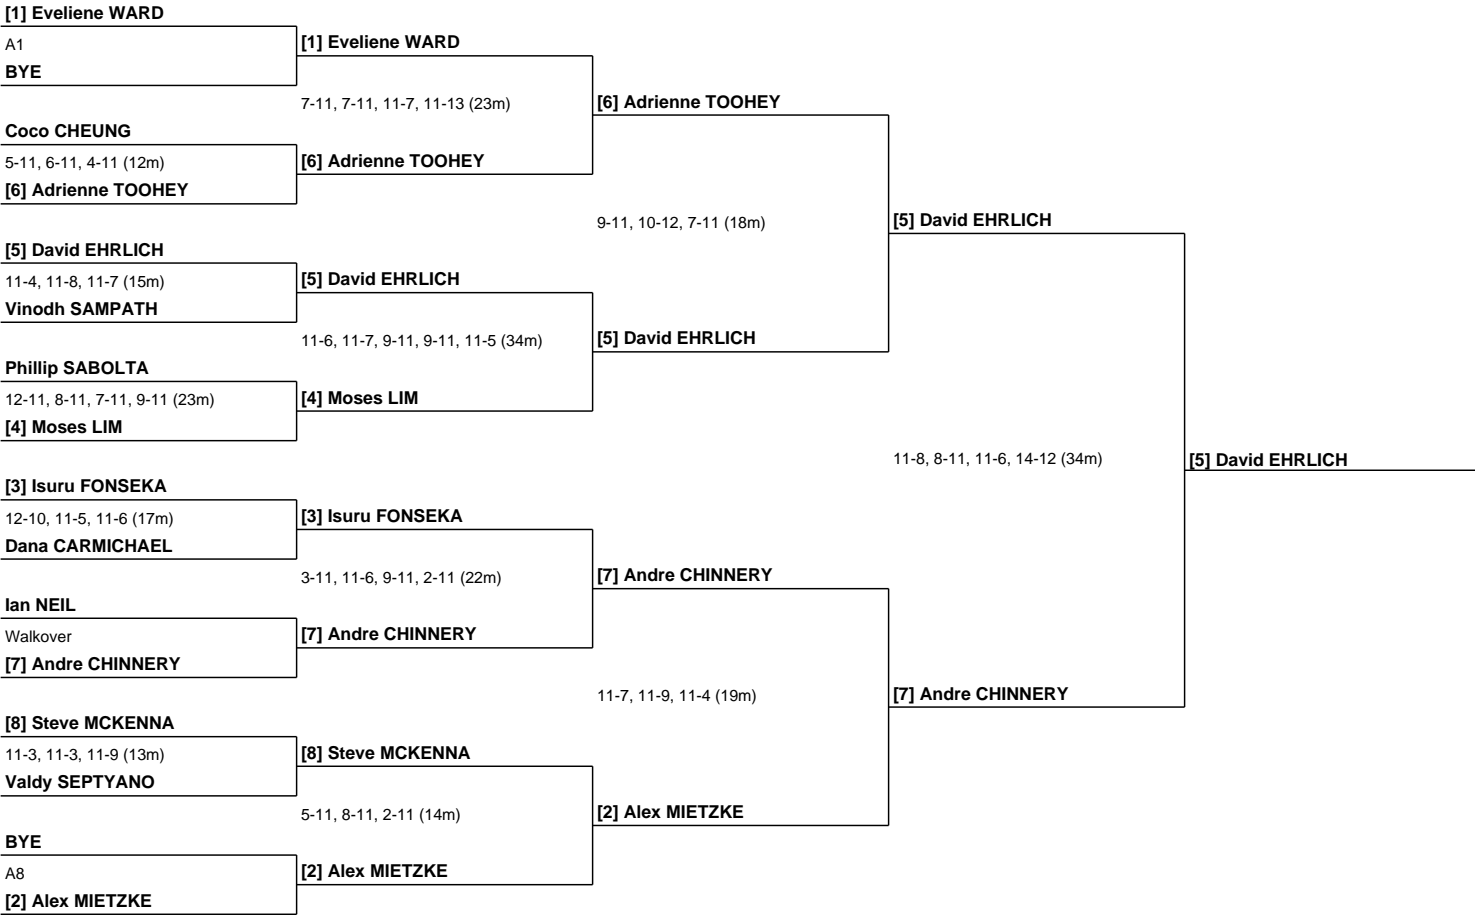 [1] Eveliene WARD
A1
BYE
Coco CHEUNG
5-11, 6-11, 4-11 (12m)
[6] Adrienne TOOHEY
[5] David EHRLICH
11-4, 11-8, 11-7 (15m)
Vinodh SAMPATH
Phillip SABOLTA
12-11, 8-11, 7-11, 9-11 (23m)
[4] Moses LIM
[3] Isuru FONSEKA
12-10, 11-5, 11-6 (17m)
Dana CARMICHAEL
Ian NEIL
Walkover
[7] Andre CHINNERY
[8] Steve MCKENNA
11-3, 11-3, 11-9 (13m)
Valdy SEPTYANO
BYE
A8
[2] Alex MIETZKE
[1] Eveliene WARD
7-11, 7-11, 11-7, 11-13 (23m)
[6] Adrienne TOOHEY
[5] David EHRLICH
11-6, 11-7, 9-11, 9-11, 11-5 (34m)
[4] Moses LIM
[3] Isuru FONSEKA
3-11, 11-6, 9-11, 2-11 (22m)
[7] Andre CHINNERY
[8] Steve MCKENNA
5-11, 8-11, 2-11 (14m)
[2] Alex MIETZKE
[6] Adrienne TOOHEY
9-11, 10-12, 7-11 (18m)
[5] David EHRLICH
[7] Andre CHINNERY
11-7, 11-9, 11-4 (19m)
[2] Alex MIETZKE
[5] David EHRLICH
11-8, 8-11, 11-6, 14-12 (34m)
[7] Andre CHINNERY
[5] David EHRLICH